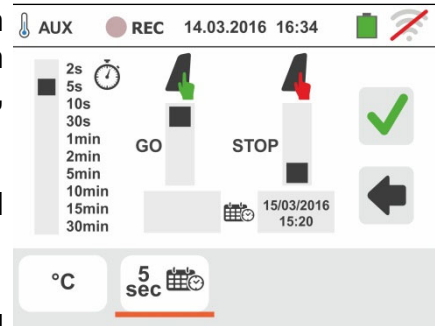 AUX REC 14.03.2016 16:34
2s
5s
10s
30s
1min
2min
5min
10min
15min
30min
GO
STOP
15/03/2016
15:20
°C
5
sec